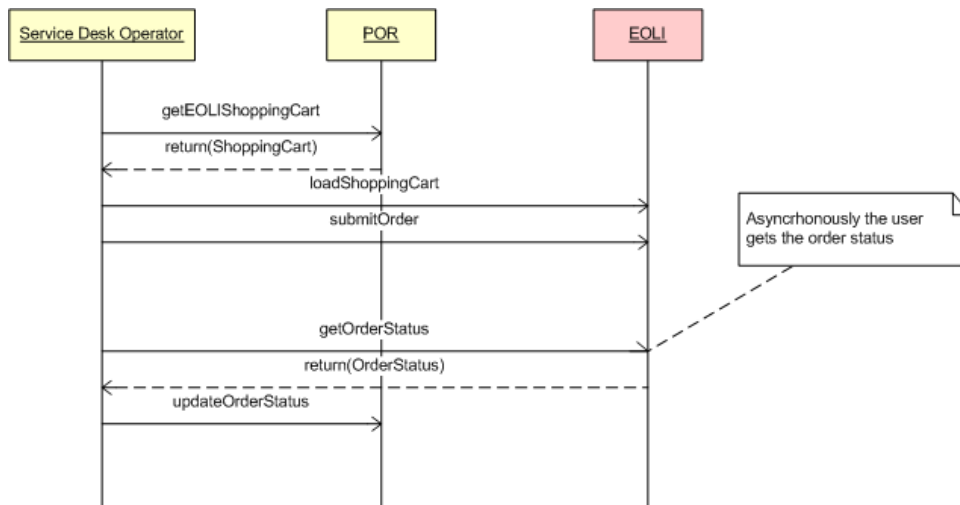 Service Desk Operator
POR
EOLI
getEOLIShoppingCart
return(ShoppingCart)
loadShoppingCart
submitOrder
Asyncrhonously the user
gets the order status
getOrderStatus
return(OrderStatus)
updateOrderStatus